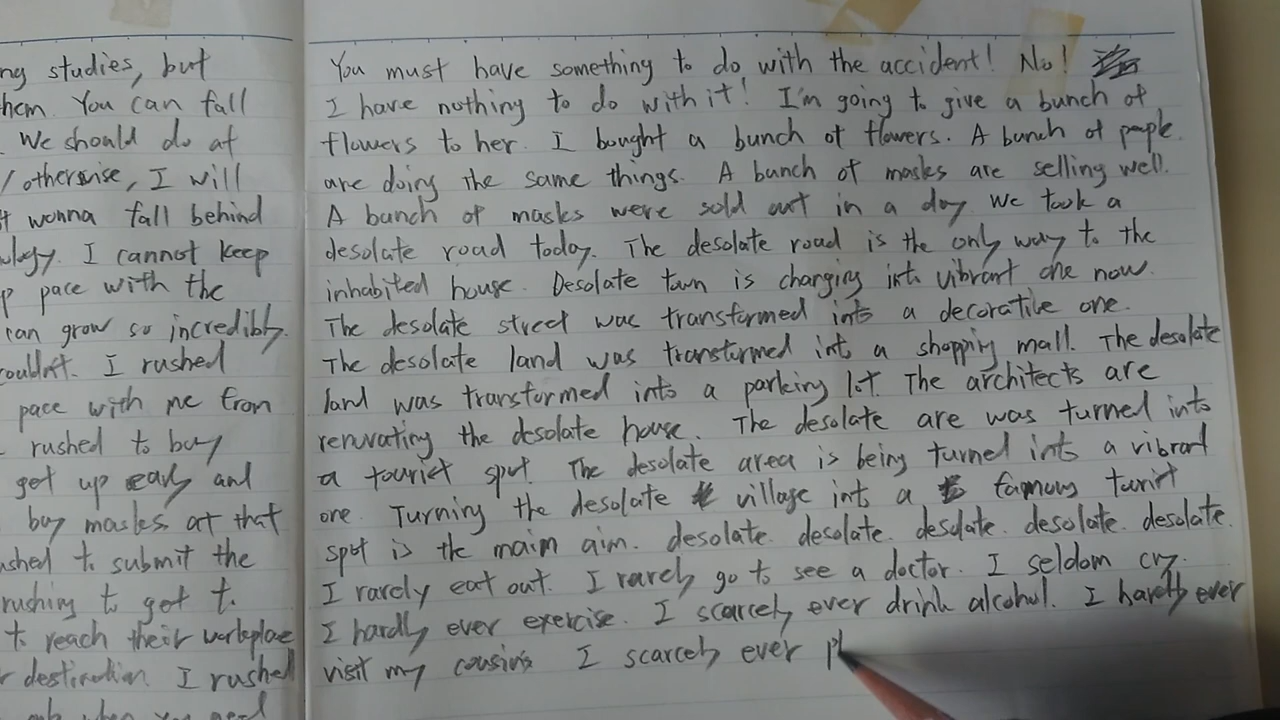 ng studies, but
hem. You can fall
We should do at
otherwise, I will
t wanna fall behind
ology. I cannot keep
p pace with the
can grow so incredibly.
couldn't. I rushed
pace with me from
rushed to buy
get up early and
buy masks at that
shed to submit the
rushing to get t.
to reach their workplace
r destination. I rushed
You must have something to do with the accident! No!
I have nothing to do with it! I'm going to give a bunch of
flowers to her. I bought a bunch of flowers. A bunch of people
are doing the same things. A bunch of masks are selling well.
A bunch of masks were sold out in a day. We took a
desolate road today. The desolate road is the only way to the
inhabited house. Desolate town is changing into vibrant one now.
The desolate street was transformed into a decorative one.
The desolate land was transformed into a shopping mall. The desolate
land was transformed into a parking lot. The architects are
renovating the desolate house. The desolate are was turned into
a tourist spot. The desolate area is being turned into a vibrant
one. Turning the desolate village into a famous tourist
spot is the maim aim. desolate. desolate. desolate. desolate. desolate.
I rarely eat out. I rarely go to see a doctor. I seldom cry.
I hardly ever exercise. I scarcely ever drink alcohol. I hardly ever
visit my cousins I scarcely ever pl